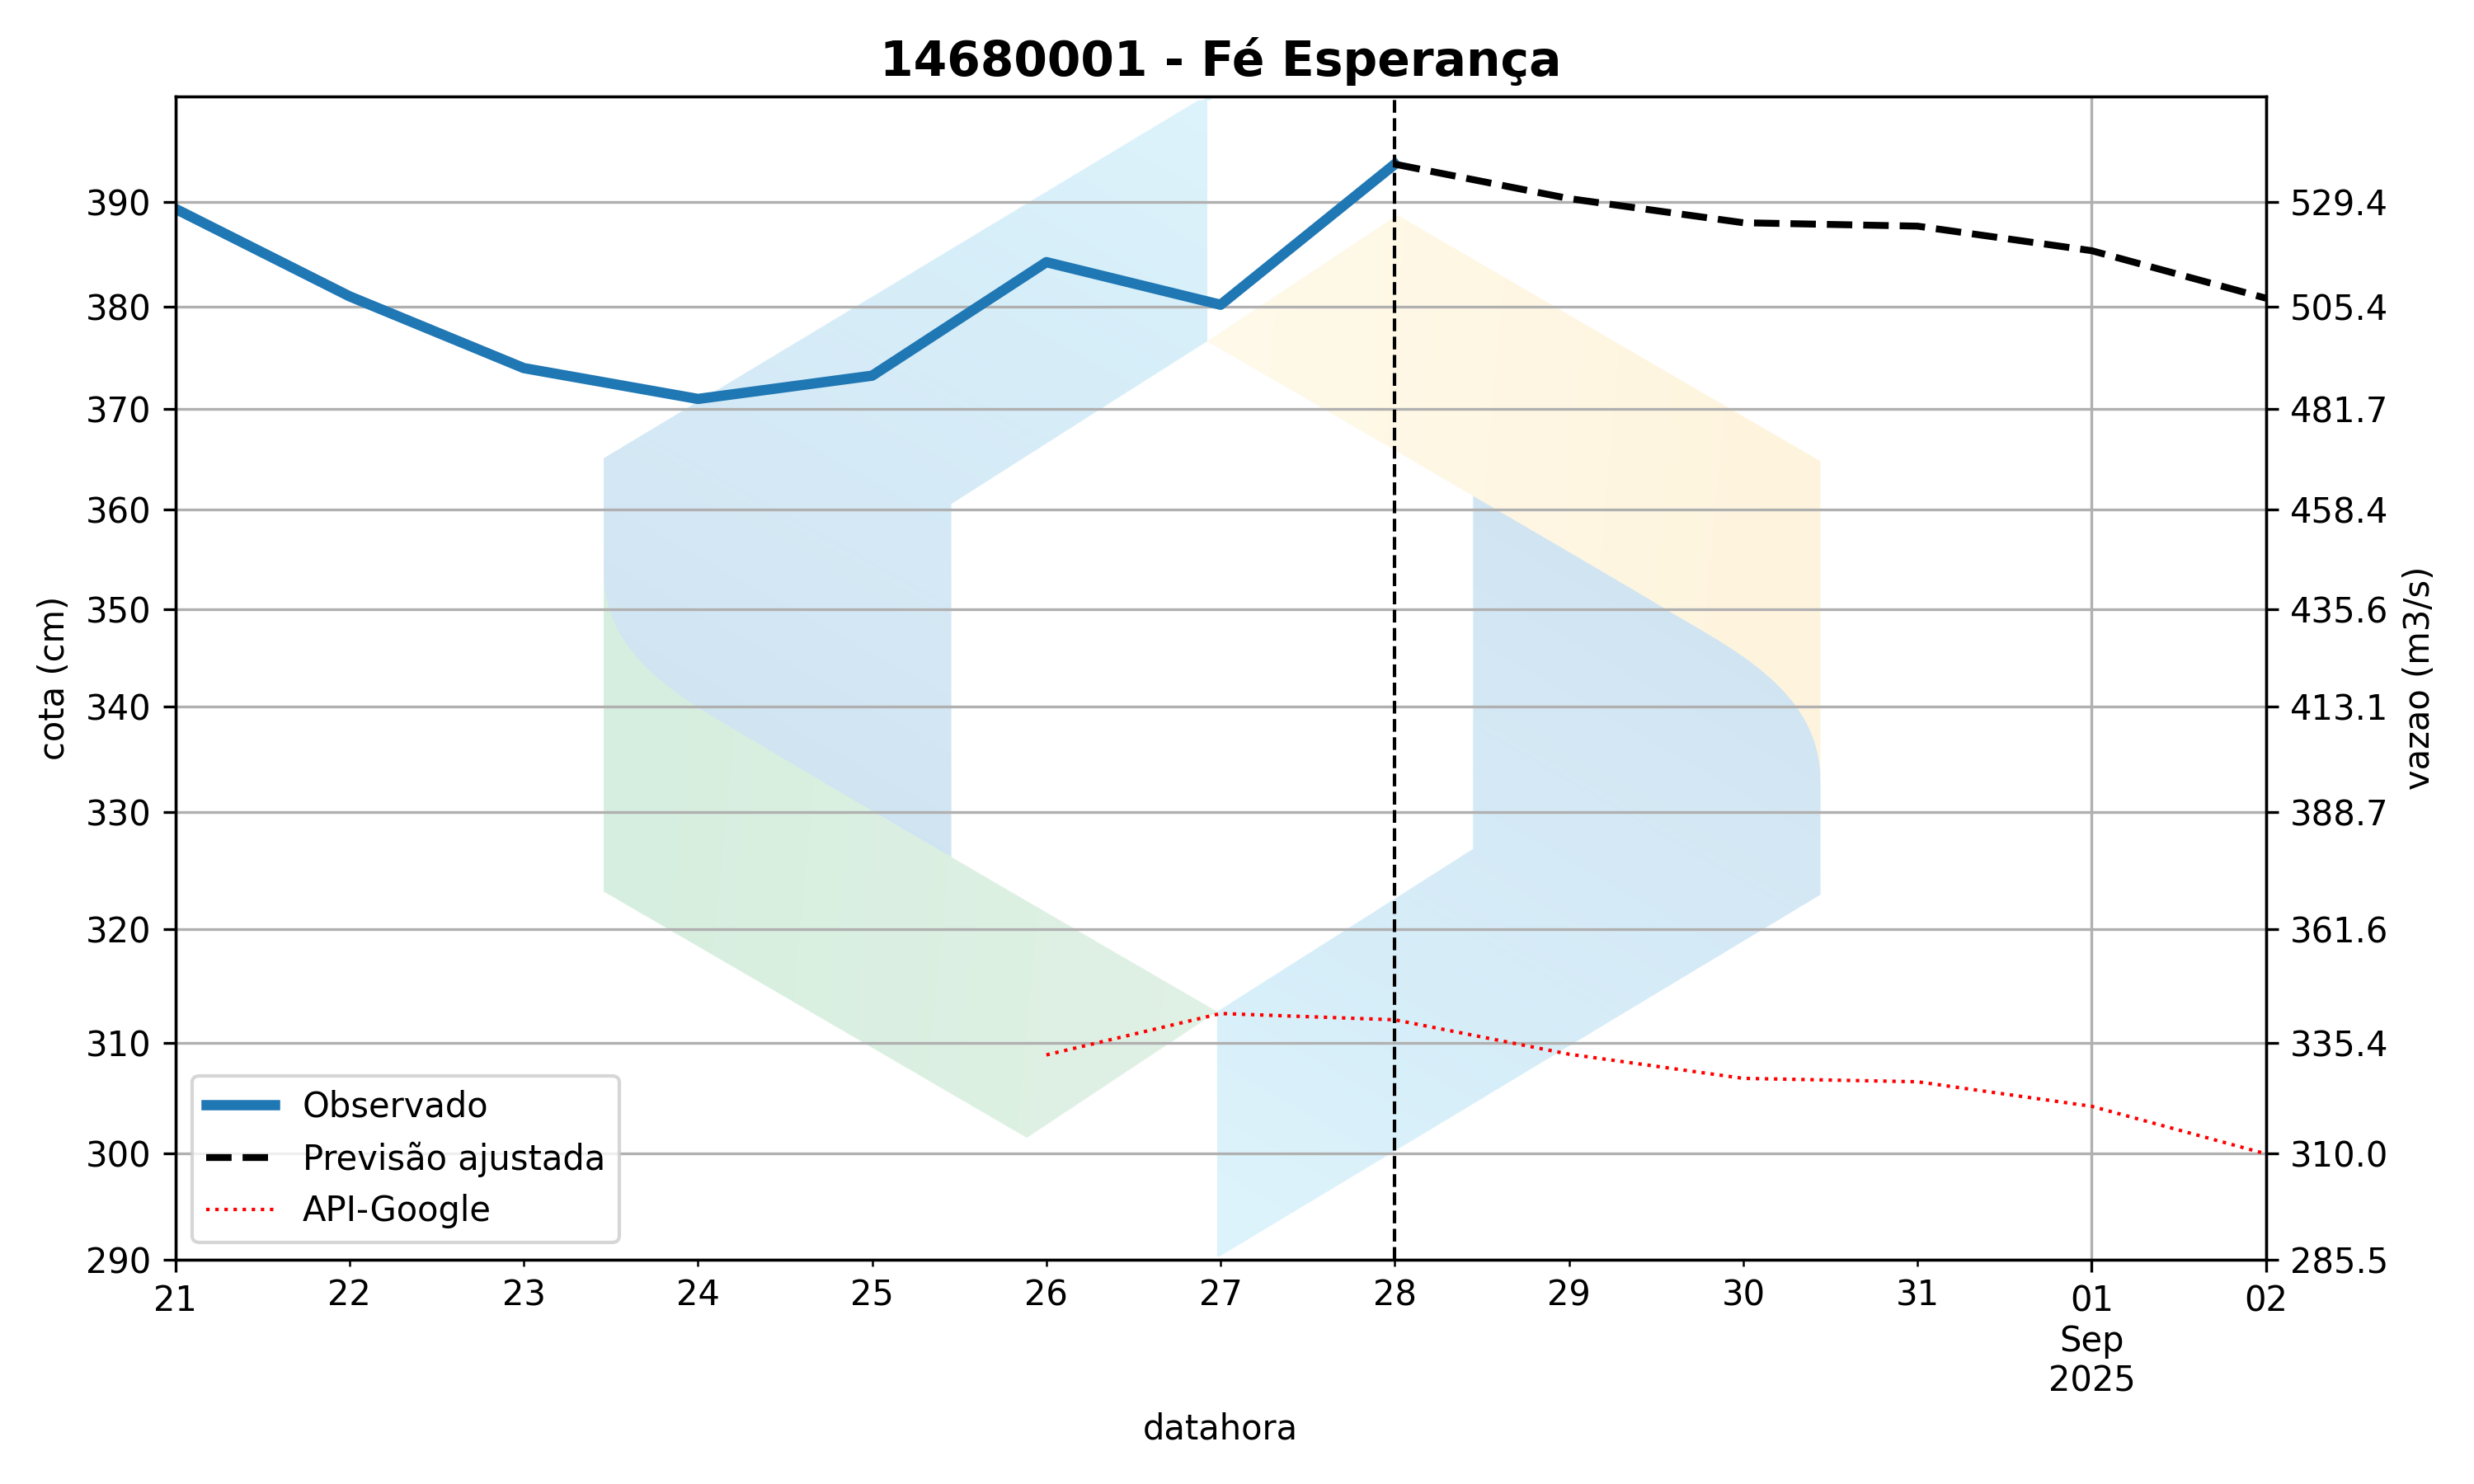 14680001 - Fé Esperança
390
380
370
360
350
340
330
320
310
300
290
cota (cm)
529.4
505.4
481.7
458.4
435.6
413.1
388.7
361.6
335.4
310.0
285.5
vazao (m3/s)
Observado
Previsão ajustada
API-Google
21 22 23 24 25 26 27 28 29 30 31 01 02
Sep
2025
datahora